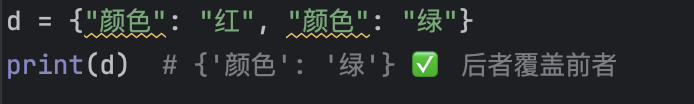 d = {"颜色": "红", "颜色": "绿"}
print(d)  # {'颜色': '绿'} ✅ 后者覆盖前者